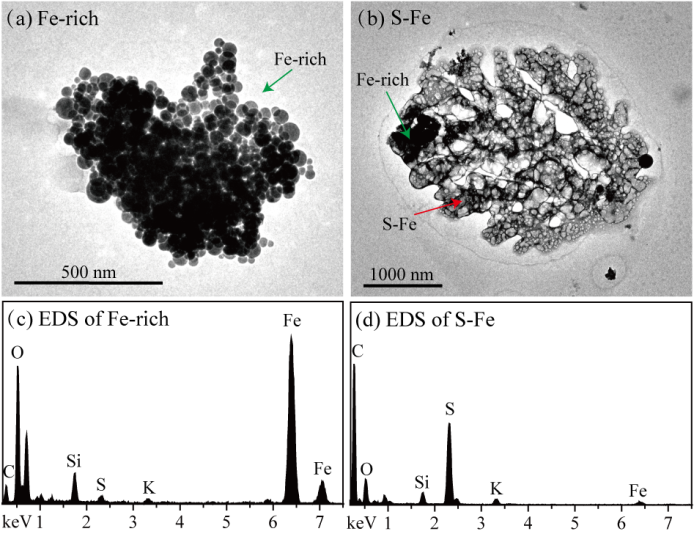 (a) Fe-rich
Fe-rich
500 nm
(b) S-Fe
Fe-rich
S-Fe
1000 nm
(c) EDS of Fe-rich
Fe
O
Si
C
S
K
Fe
keV 1 2 3 4 5 6 7
(d) EDS of S-Fe
C
S
O
Si
K
Fe
keV 1 2 3 4 5 6 7